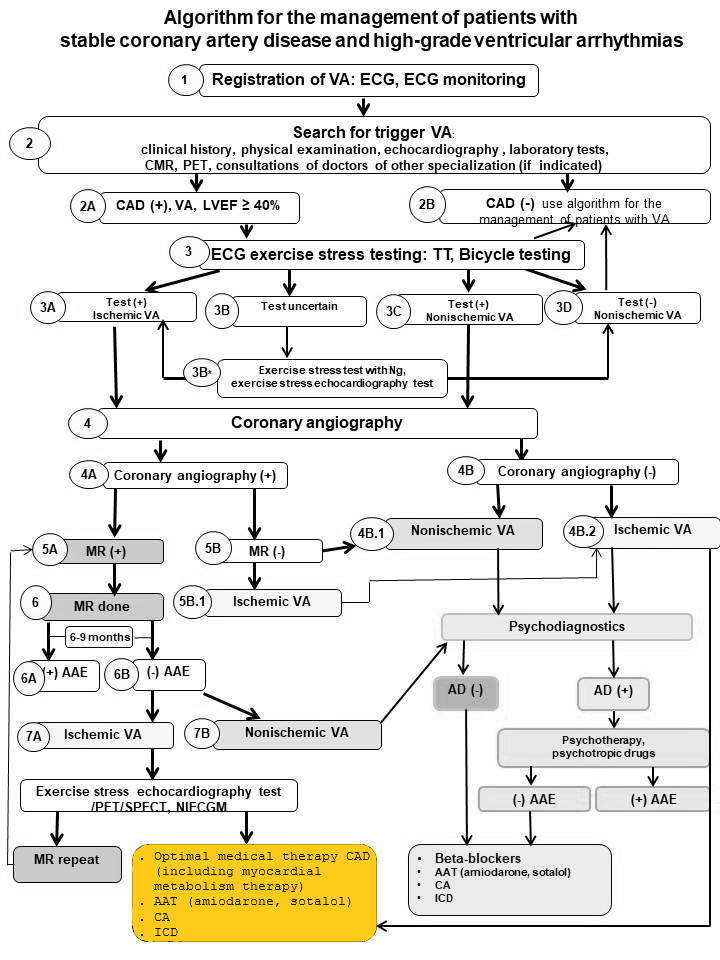 Algorithm for the management of patients with
stable coronary artery disease and high-grade ventricular arrhythmias
1
Registration of VA: ECG, ECG monitoring
2
Search for trigger VA:
clinical history, physical examination, echocardiography , laboratory tests,
CMR, PET, consultations of doctors of other specialization (if indicated)
2A
CAD (+), VA, LVEF ≥ 40%
2B
CAD (-) use algorithm for the
management of patients with VA
3
ECG exercise stress testing: TT, Bicycle testing
3A
Test (+)
Ischemic VA
3B
Test uncertain
3C
Test (+)
Nonischemic VA
3D
Test (-)
Nonischemic VA
3B*
Exercise stress test with Ng,
exercise stress echocardiography test
4
Coronary angiography
4A
Coronary angiography (+)
4B
Coronary angiography (-)
5A
MR (+)
5B
MR (-)
4B.1
Nonischemic VA
4B.2
Ischemic VA
6
MR done
5B.1
Ischemic VA
6-9 months
Psychodiagnostics
6A
(+) AAE
6B
(-) AAE
AD (-)
AD (+)
7A
Ischemic VA
7B
Nonischemic VA
Psychotherapy,
psychotropic drugs
Exercise stress echocardiography test
/PET/SPECT, NIECGM
(-) AAE
(+) AAE
MR repeat
. Optimal medical therapy CAD
(including myocardial
metabolism therapy)
. AAT (amiodarone, sotalol)
. CA
. ICD
• Beta-blockers
• AAT (amiodarone, sotalol)
• CA
• ICD